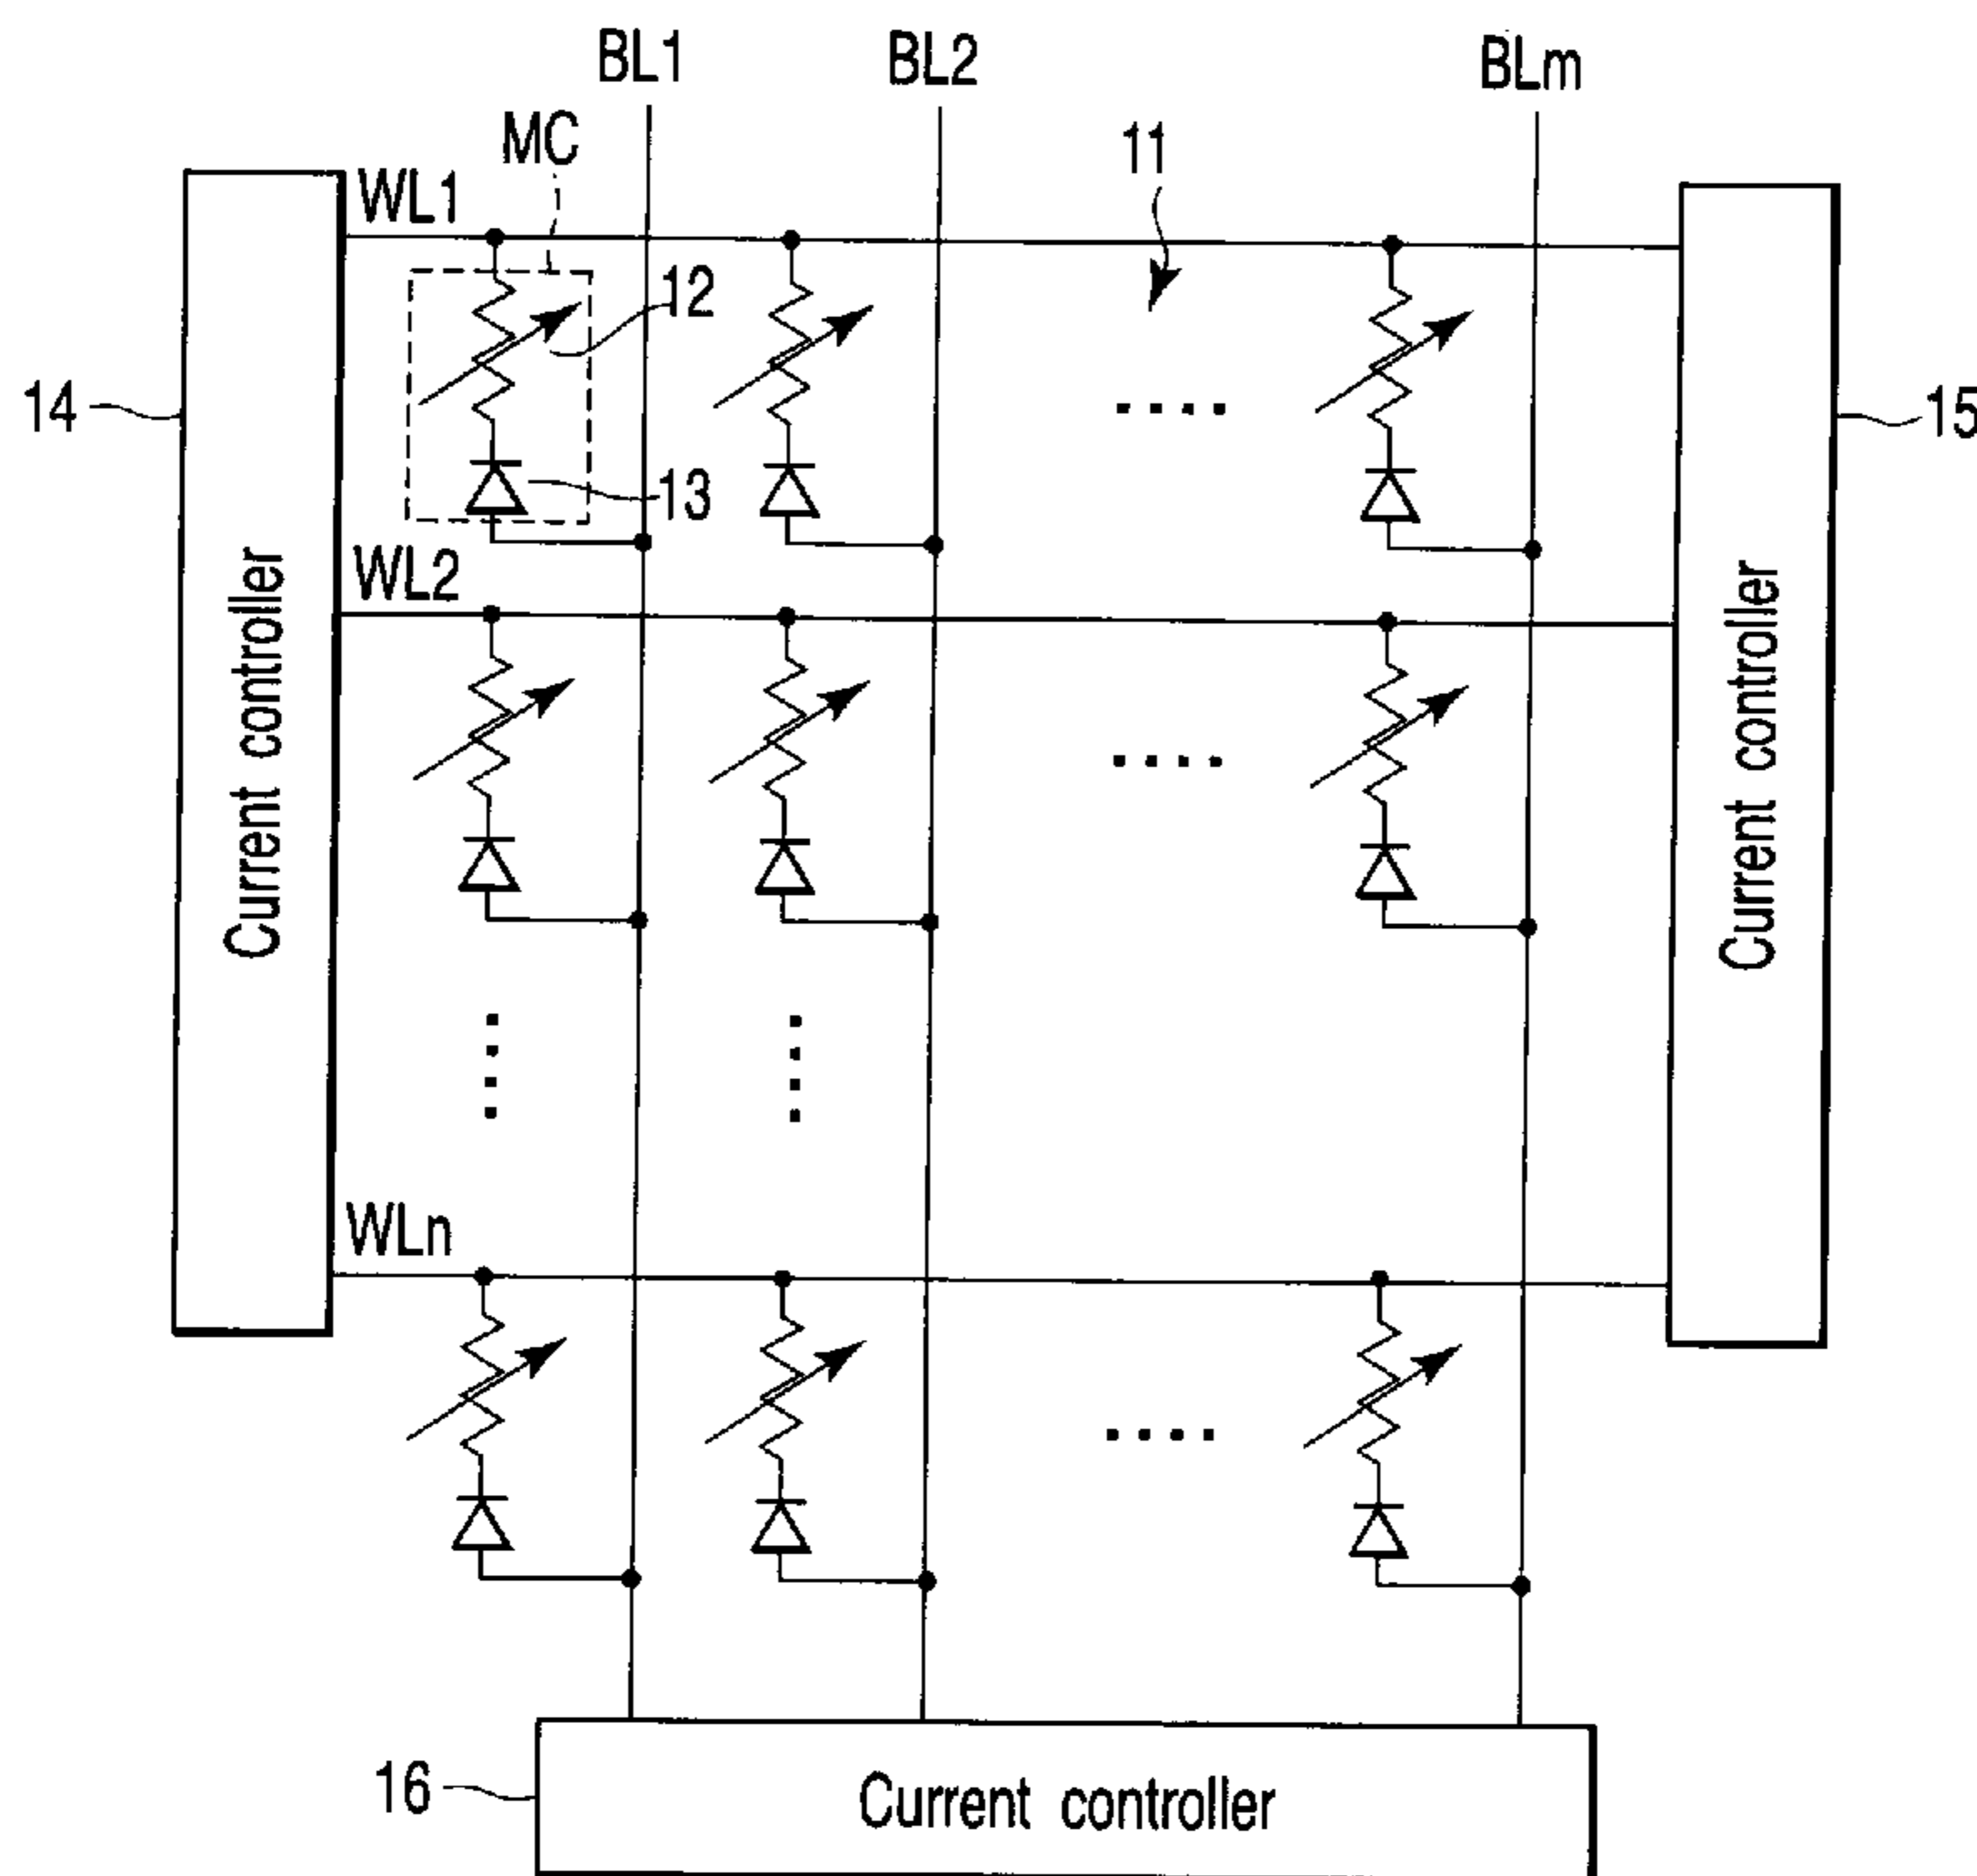 BL1
BL2
BLm
MC
11
WL1
12
14
15
13
WL2
Current controller
Current controller
WLn
16
Current controller